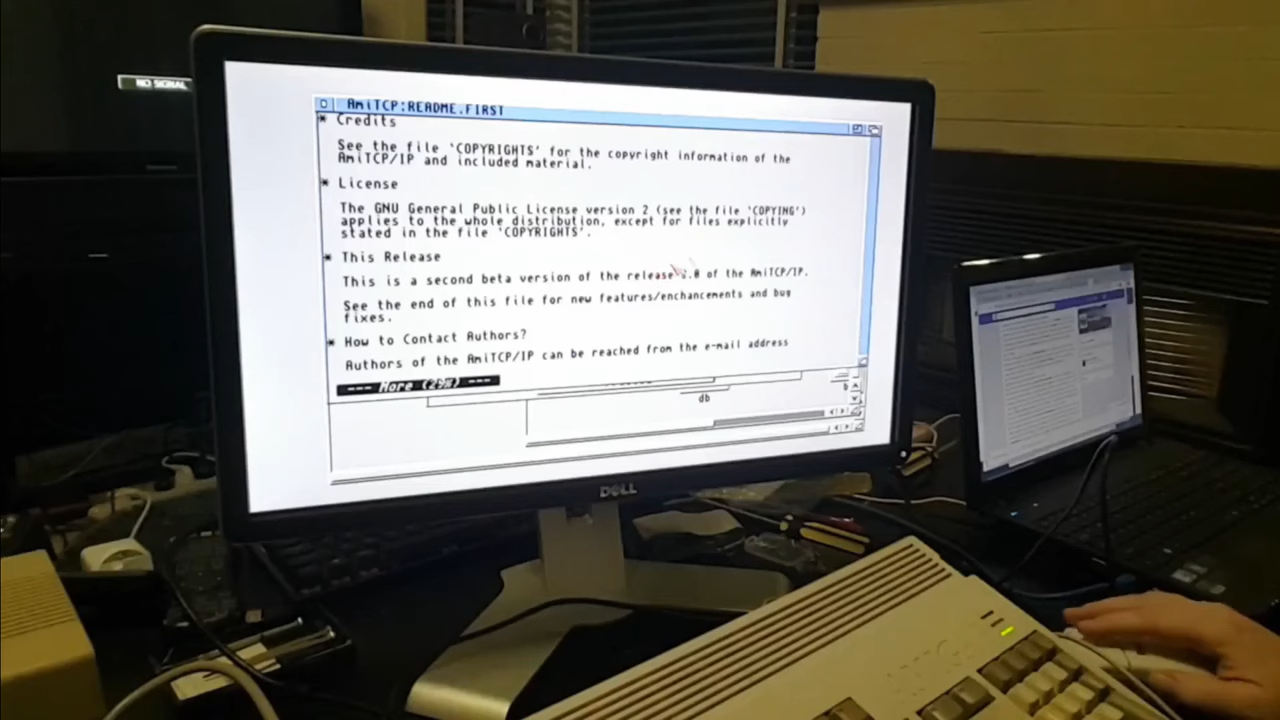 NO SIGNAL
AmiTCP:README.FIRST
* Credits
See the file 'COPYRIGHTS' for the copyright information of the
AmiTCP/IP and included material.
* License
The GNU General Public License version 2 (see the file 'COPYING')
applies to the whole distribution, except for files explicitly
stated in the file 'COPYRIGHTS'.
* This Release
This is a second beta version of the release .0 of the AmiTCP/IP.
See the end of this file for new features/enchancements and bug
fixes.
* How to Contact Authors?
Authors of the AmiTCP/IP can be reached from the e-mail address
--- More (29%) ---
db
DELL